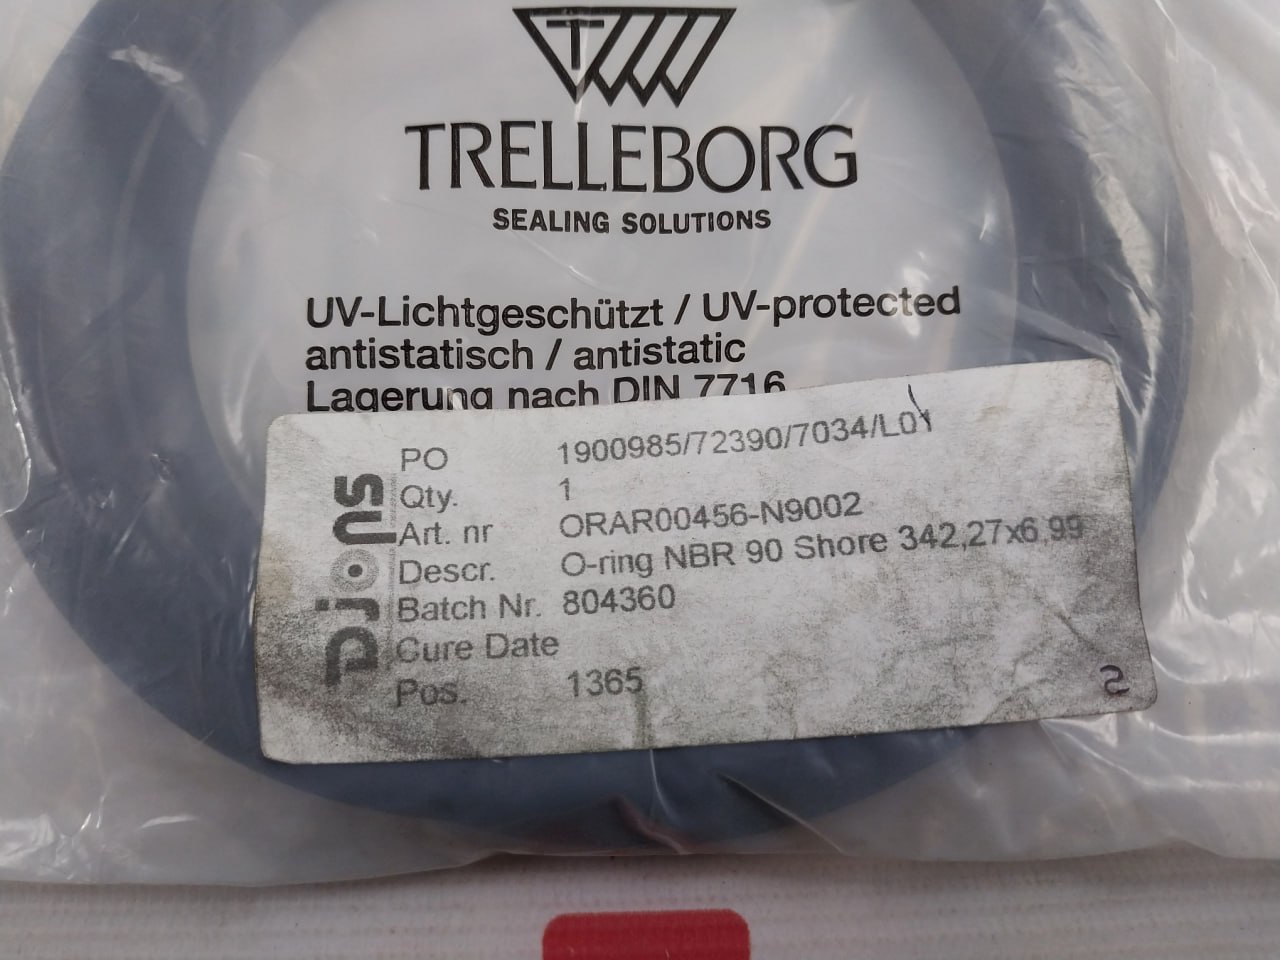 TRELLEBORG
SEALING SOLUTIONS
UV-Lichtgeschützt / UV-protected
antistatisch / antistatic
Lagerung nach DIN 7716
Djons
PO 1900985/72390/7034/L01
Qty. 1
Art. nr ORAR00456-N9002
Descr. O-ring NBR 90 Shore 342,27x6,99
Batch Nr. 804360
Cure Date
Pos. 1365
2